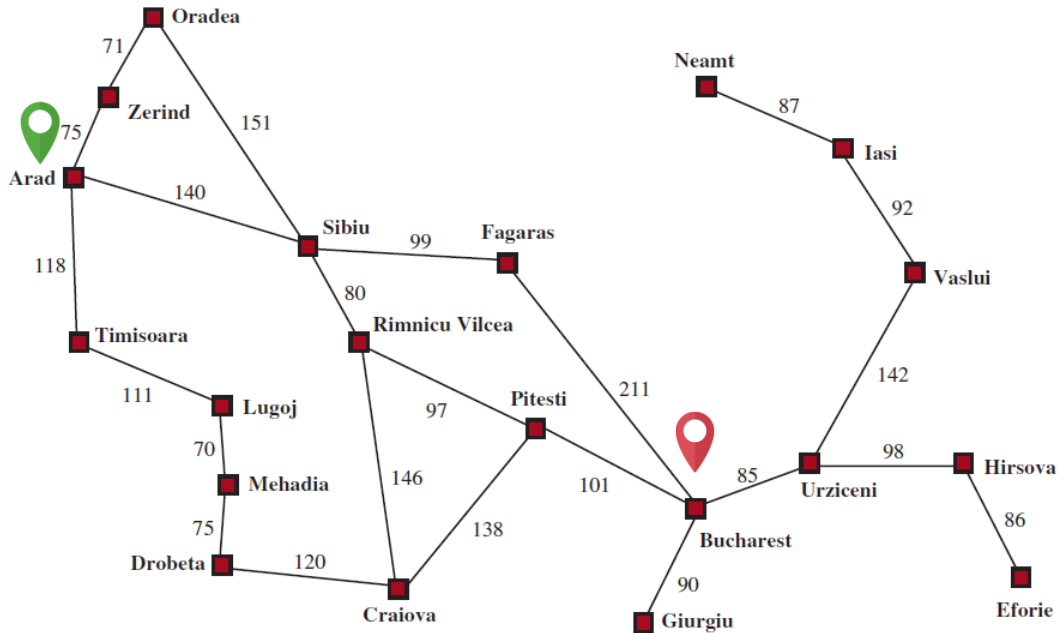 Oradea
71
Neamt
Zerind
87
75
151
Iasi
Arad
140
92
Sibiu
Fagaras
99
118
Vaslui
80
Timisoara
Rimnicu Vilcea
142
111
Lugoj
97
Pitesti
211
70
98
Hirsova
Mehadia
146
101
85
Urziceni
75
138
86
Bucharest
Drobeta
120
90
Craiova
Giurgiu
Eforie